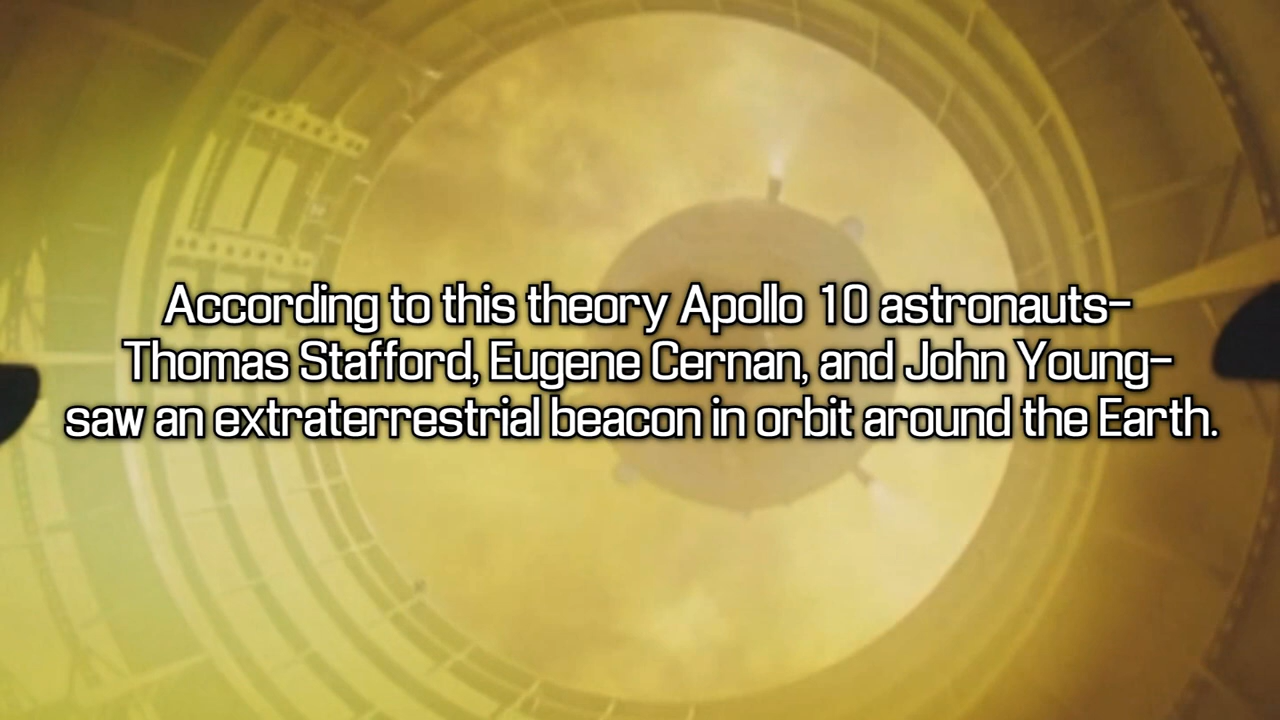 According to this theory Apollo 10 astronauts-
Thomas Stafford, Eugene Cernan, and John Young-
saw an extraterrestrial beacon in orbit around the Earth.